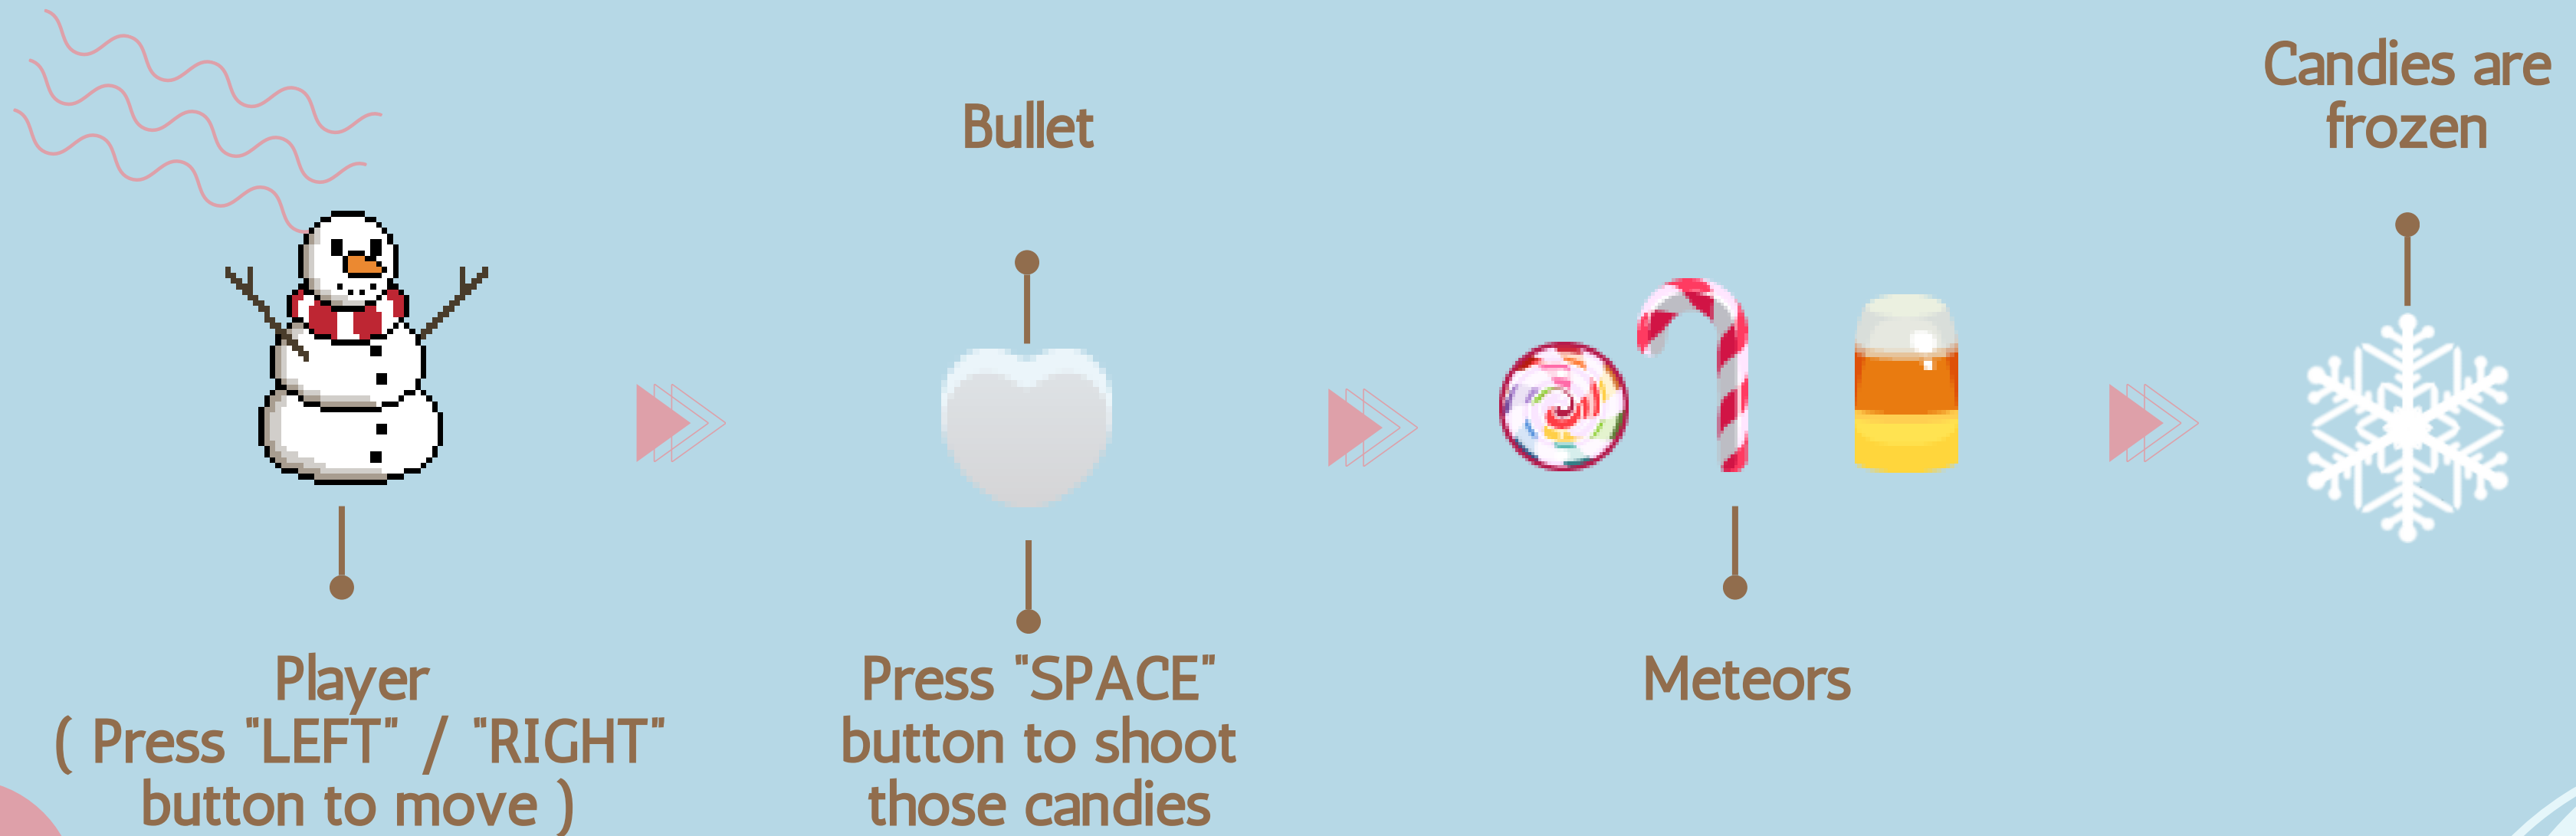 Player
( Press "LEFT" / "RIGHT"
button to move )
Bullet
Press "SPACE"
button to shoot
those candies
Meteors
Candies are
frozen